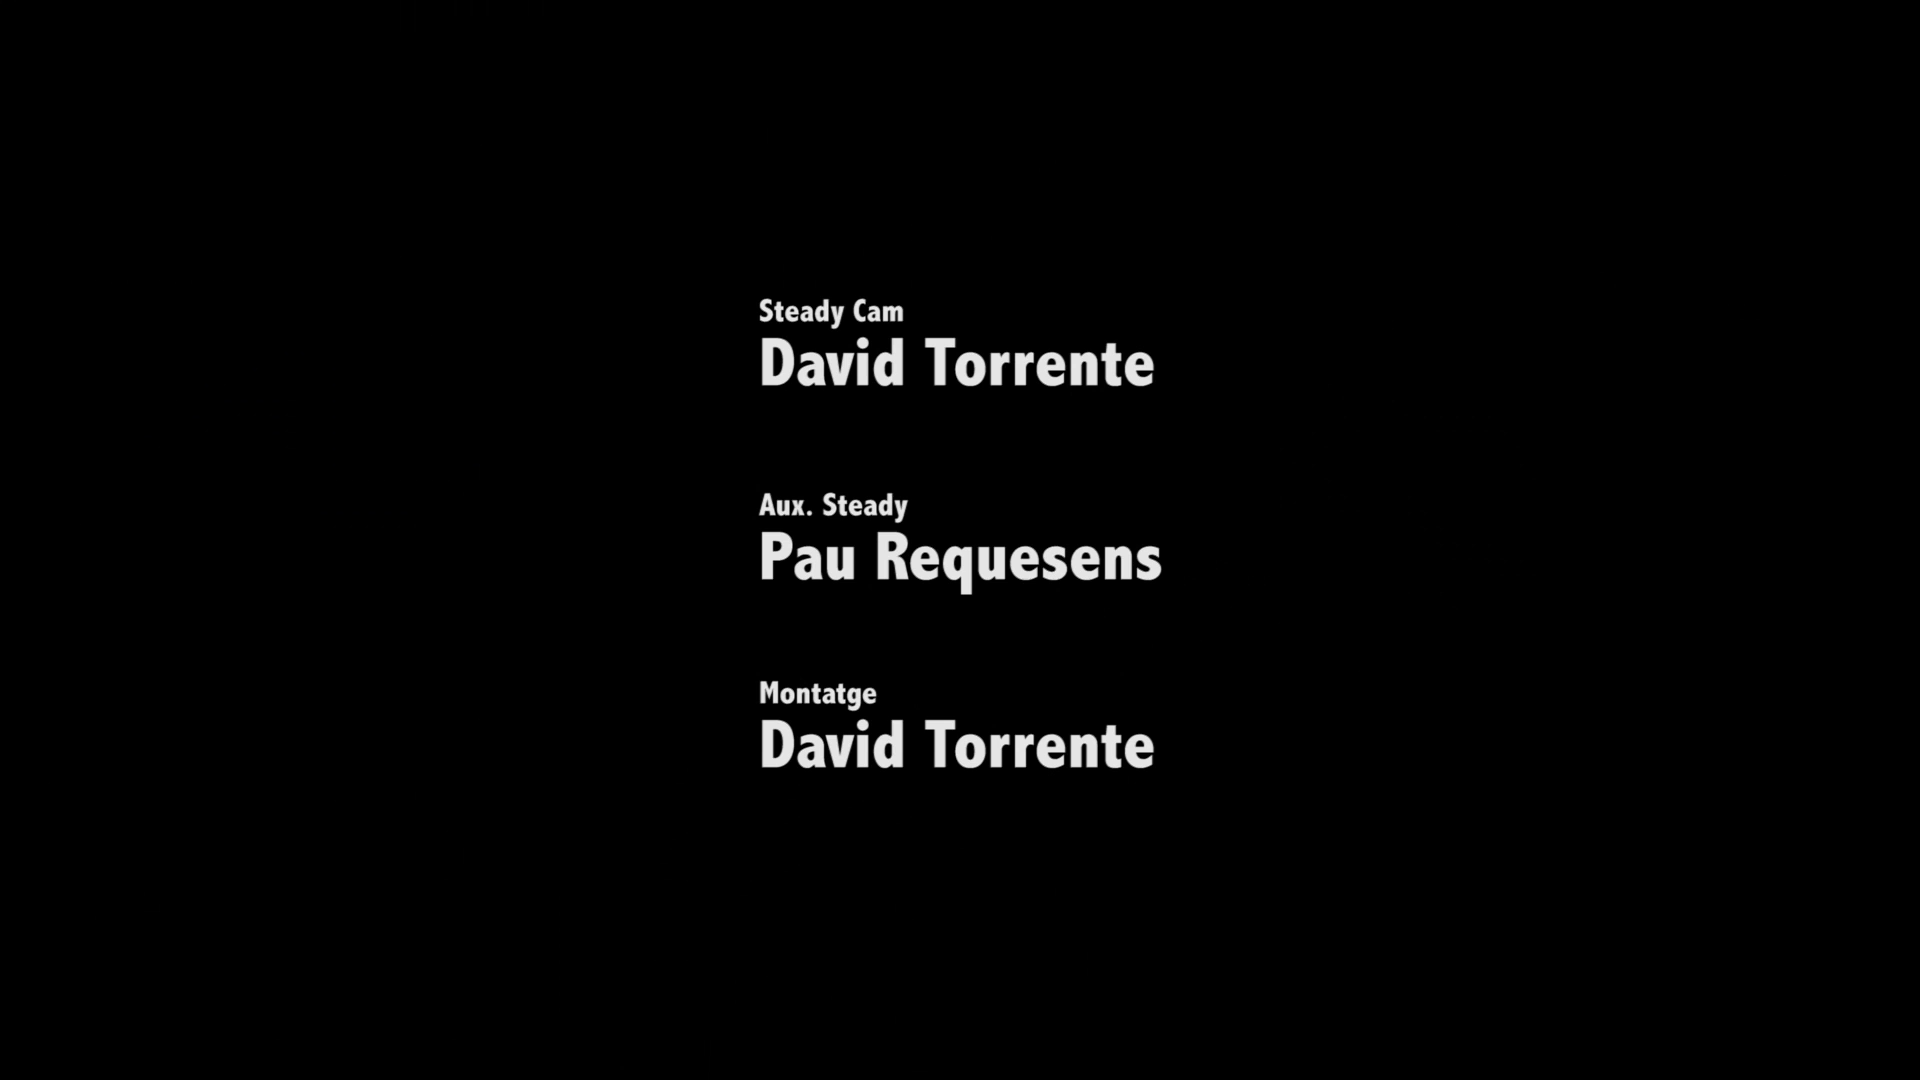 Steady Cam
David Torrente
Aux. Steady
Pau Requesens
Montatge
David Torrente